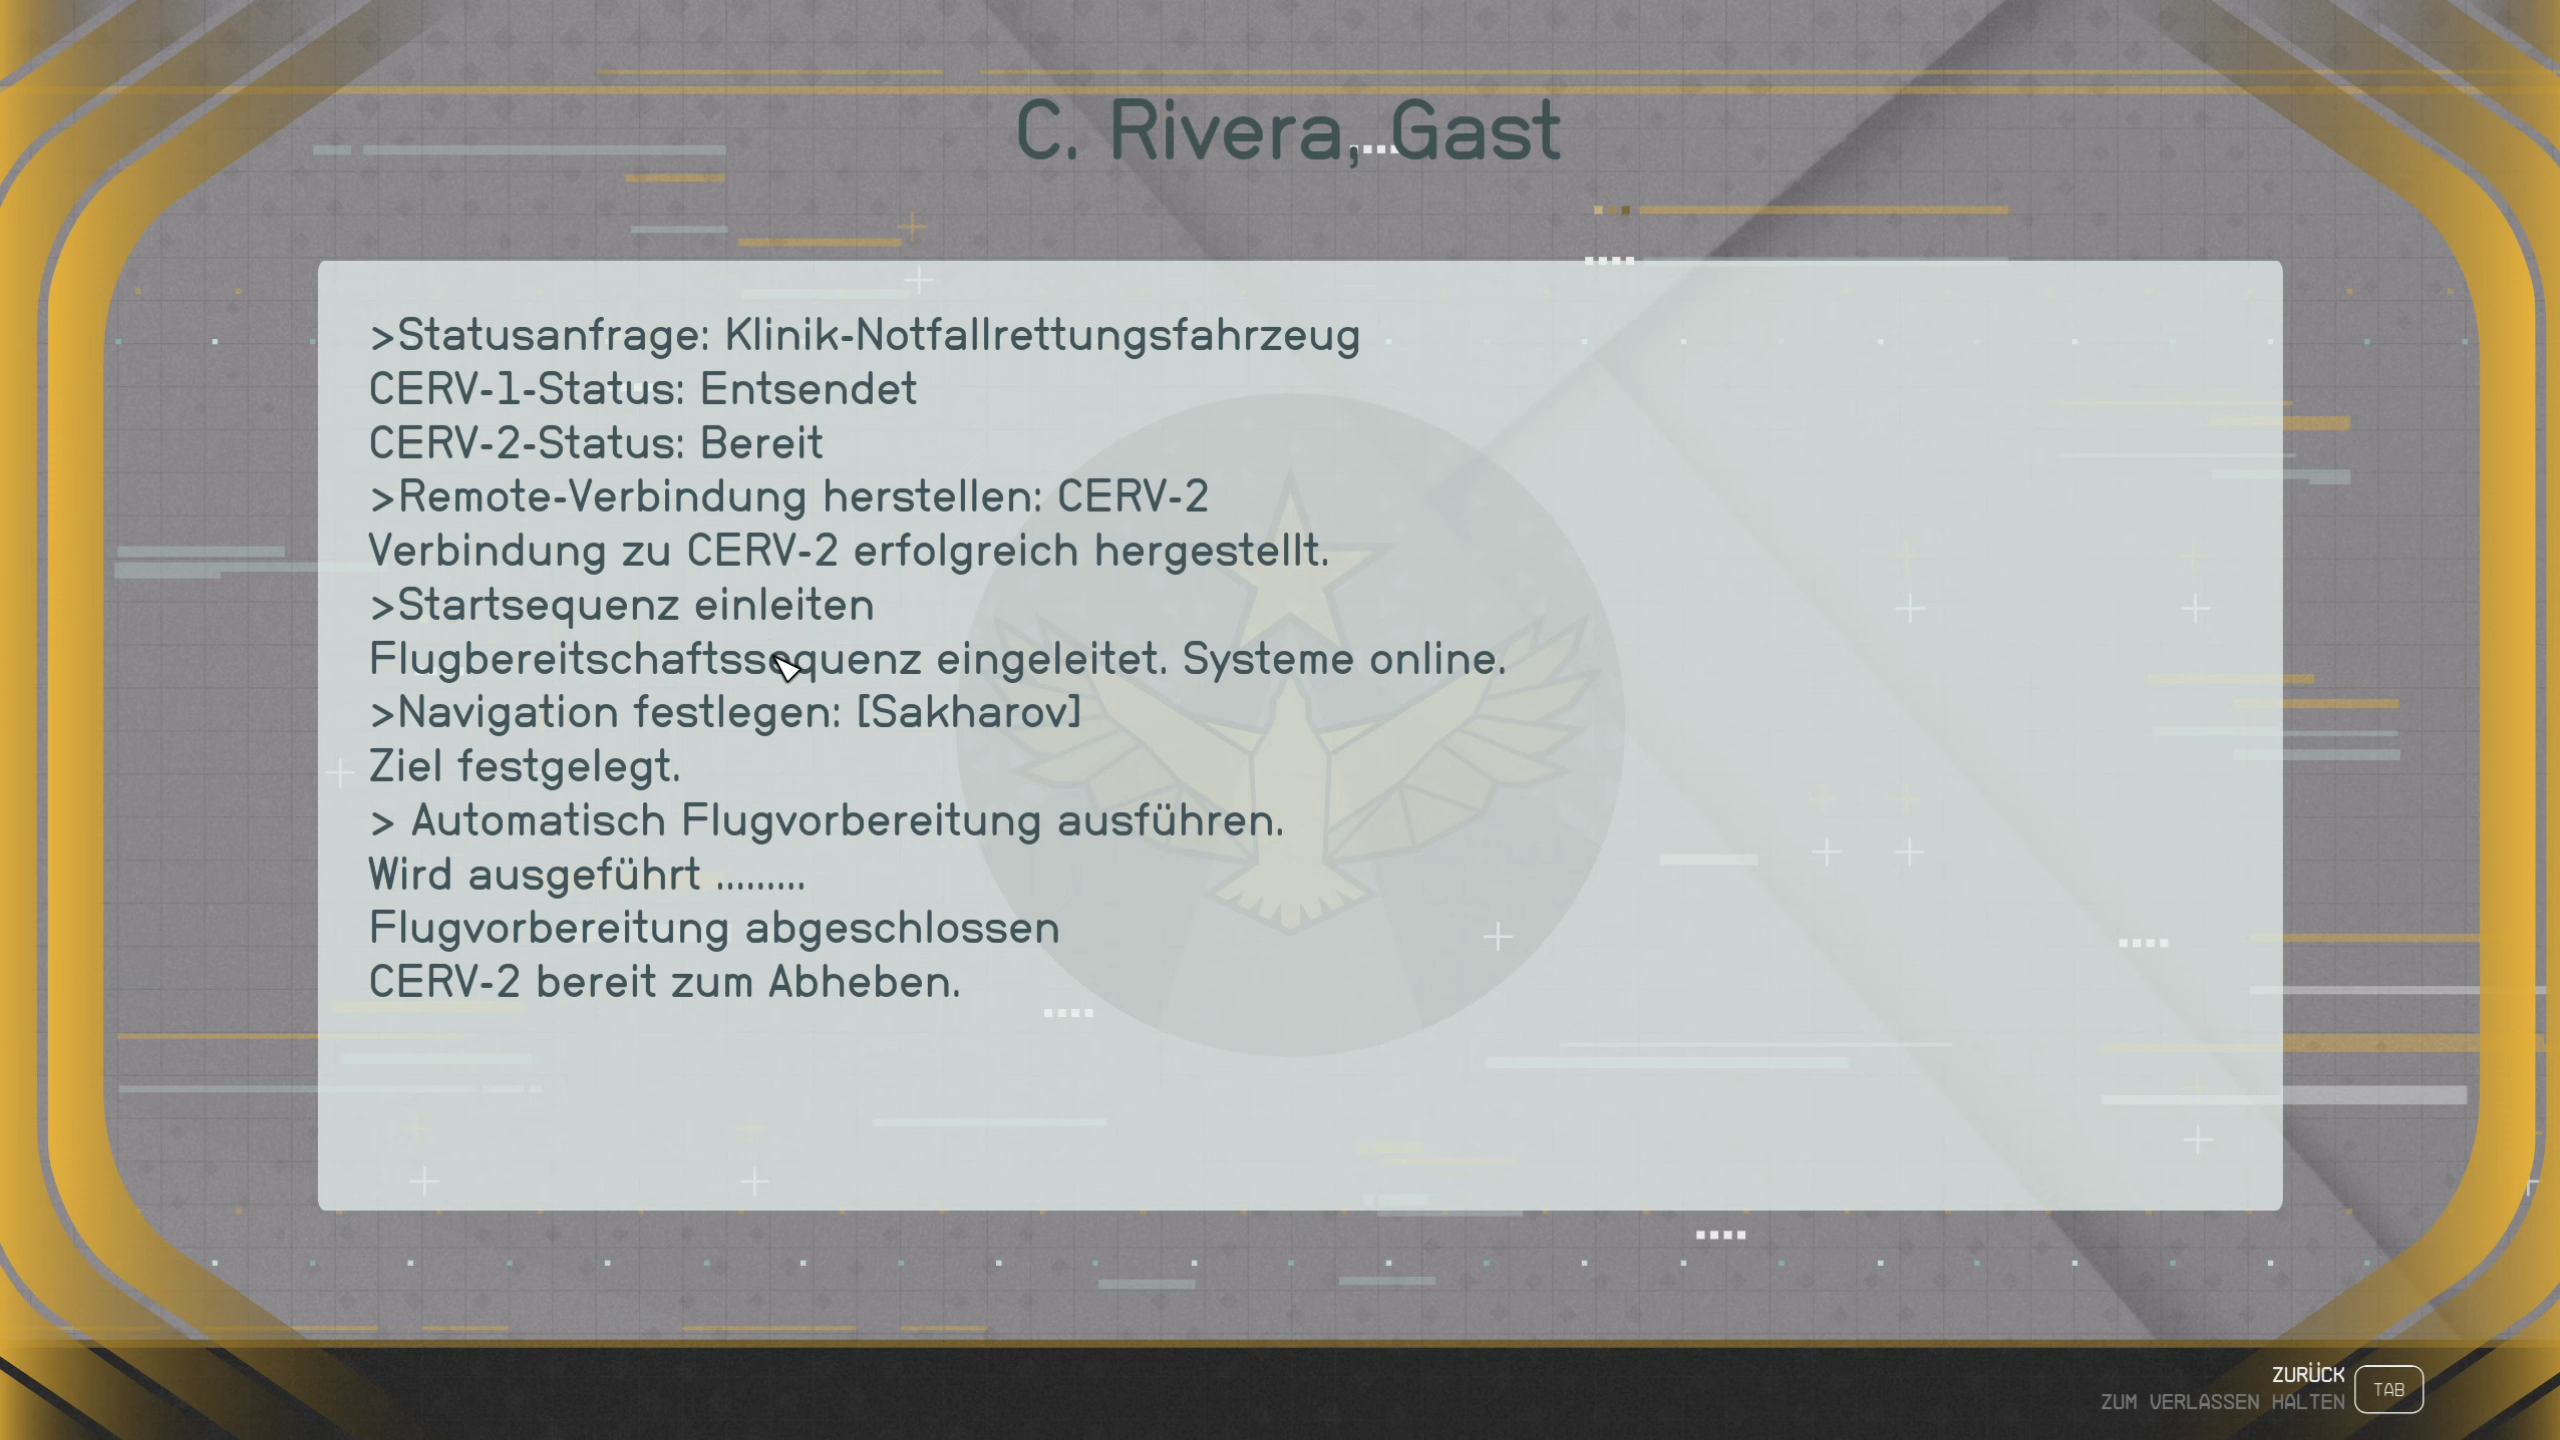 C. Rivera, Gast
>Statusanfrage: Klinik-Notfallrettungsfahrzeug
CERV-1-Status: Entsendet
CERV-2-Status: Bereit
>Remote-Verbindung herstellen: CERV-2
Verbindung zu CERV-2 erfolgreich hergestellt.
>Startsequenz einleiten
Flugbereitschaftssequenz eingeleitet. Systeme online.
>Navigation festlegen: [Sakharov]
Ziel festgelegt.
> Automatisch Flugvorbereitung ausführen.
Wird ausgeführt .........
Flugvorbereitung abgeschlossen
CERV-2 bereit zum Abheben.
ZURÜCK
ZUM VERLASSEN HALTEN
TAB